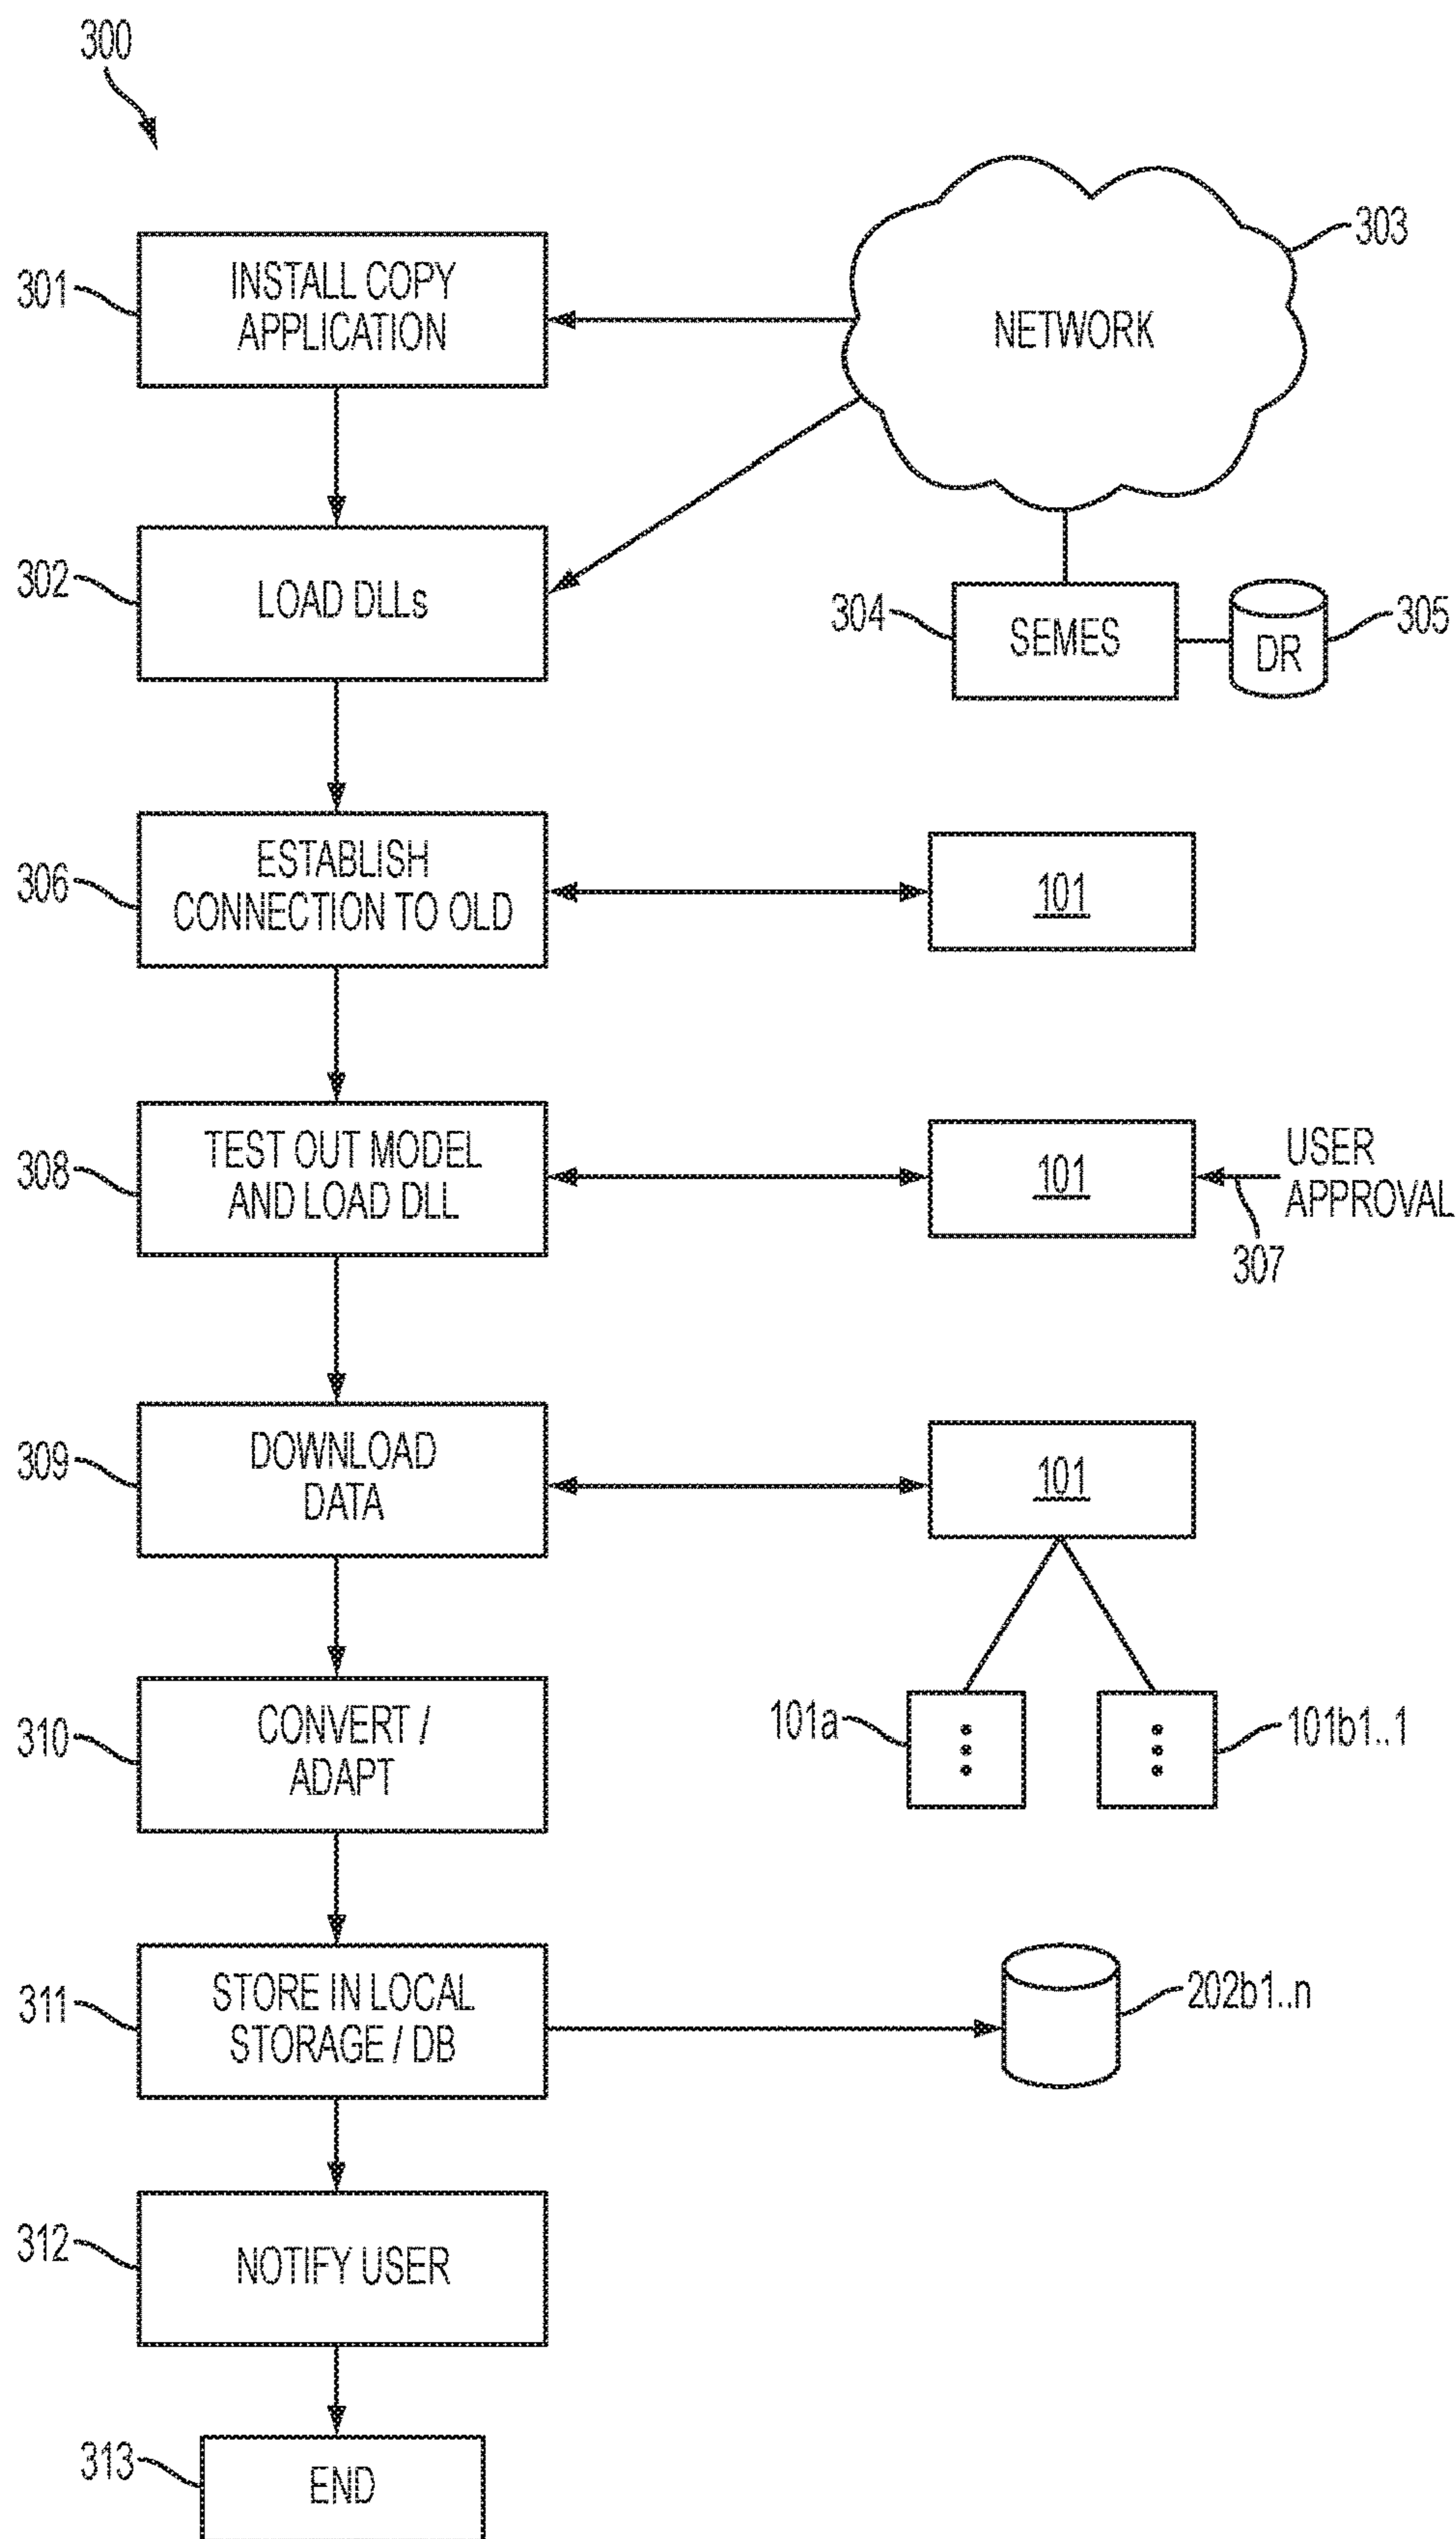 300
303
301
INSTALL COPY
APPLICATION
NETWORK
302
LOAD DLLs
304
SEMES
DR
305
306
ESTABLISH
CONNECTION TO OLD
101
308
TEST OUT MODEL
AND LOAD DLL
101
USER
APPROVAL
307
309
DOWNLOAD
DATA
101
310
CONVERT /
ADAPT
101a
101b1..1
311
STORE IN LOCAL
STORAGE / DB
202b1..n
312
NOTIFY USER
313
END